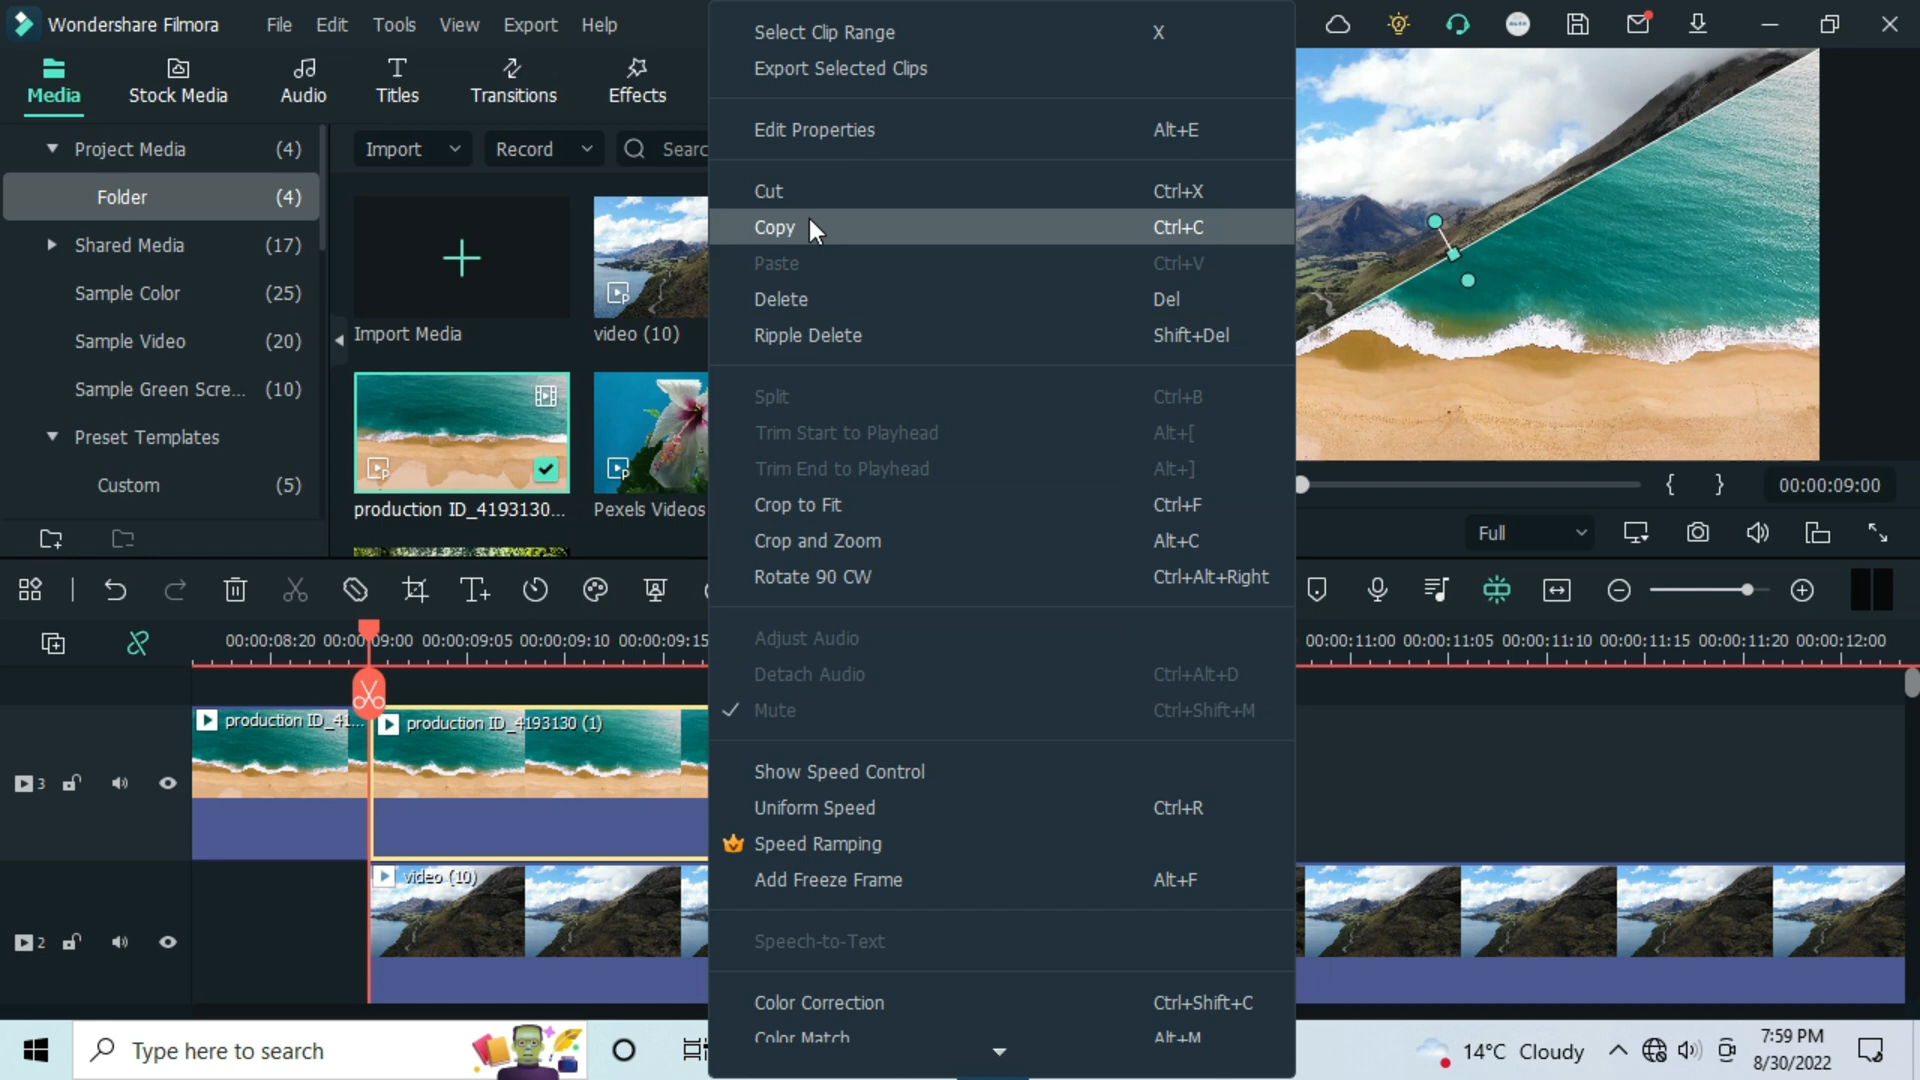 Wondershare Filmora
File
Edit
Tools
View
Export
Help
Media
Stock Media
Audio
Titles
Transitions
Effects
Project Media (4)
Folder (4)
Shared Media (17)
Sample Color (25)
Sample Video (20)
Sample Green Scre... (10)
Preset Templates
Custom (5)
Import
Record
Searc
Import Media
video (10)
production ID_4193130...
Pexels Videos
Select Clip Range X
Export Selected Clips
Edit Properties Alt+E
Cut Ctrl+X
Copy Ctrl+C
Paste Ctrl+V
Delete Del
Ripple Delete Shift+Del
Split Ctrl+B
Trim Start to Playhead Alt+[
Trim End to Playhead Alt+]
Crop to Fit Ctrl+F
Crop and Zoom Alt+C
Rotate 90 CW Ctrl+Alt+Right
Adjust Audio
Detach Audio Ctrl+Alt+D
Mute Ctrl+Shift+M
Show Speed Control
Uniform Speed Ctrl+R
Speed Ramping
Add Freeze Frame Alt+F
Speech-to-Text
Color Correction Ctrl+Shift+C
Color Match Alt+M
{ } 00:00:09:00
Full
00:00:08:20 00:00:09:00 00:00:09:05 00:00:09:10 00:00:09:15
00:00:11:00 00:00:11:05 00:00:11:10 00:00:11:15 00:00:11:20 00:00:12:00
production ID_41...
production ID_4193130 (1)
3
video (10)
2
Type here to search
14°C Cloudy
7:59 PM
8/30/2022